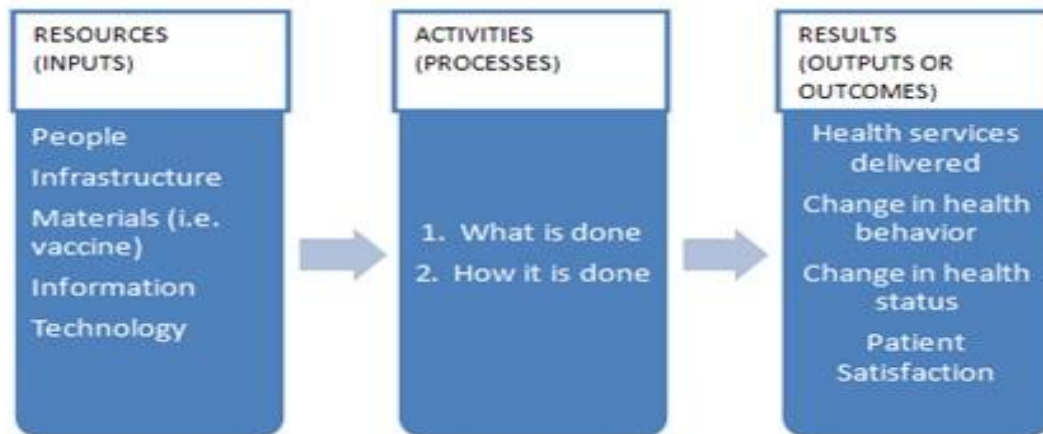 RESOURCES
(INPUTS)
People
Infrastructure
Materials (i.e.
vaccine)
Information
Technology
ACTIVITIES
(PROCESSES)
1. What is done
2. How it is done
RESULTS
(OUTPUTS OR
OUTCOMES)
Health services
delivered
Change in health
behavior
Change in health
status
Patient
Satisfaction